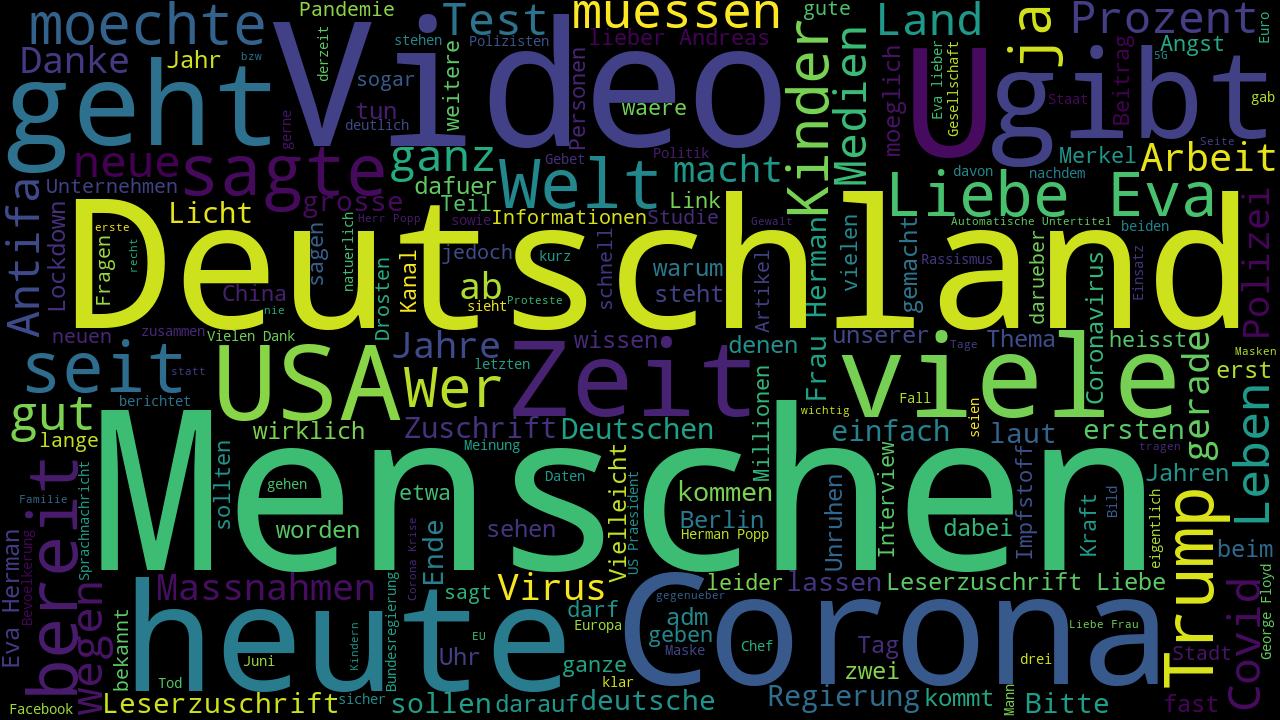 Pandemie
gute
moechte
Test
muessen
Land
ja
Prozent
Euro
derzeit
stehen
Polizisten
lieber Andreas
Kinder
Medien
Angst
Danke
Jahr
bzw
Video
U
gibt
5G
geht
sogar
weitere
Personen
Eva lieber
Gesellschaft
Staat
Beitrag
gab
tun
waere
moeglich
deutlich
gerne
Seite
neue
sagte
ganz
Gebet
Politik
Merkel
Arbeit
Antifa
Unternehmen
dafuer
Welt
macht
davon
nachdem
Liebe Eva
Polizei
Lockdown
Licht
grosse
Teil
Link
Herr Popp
sowie
Informationen
Studie
Gewalt
Automatische Untertitel
erste
Deutschland
beiden
Fragen
recht
sagen
natuerlich
jedoch
kurz
schnell
warum
Artikel
Frau Herman
vielen
gemacht
Rassismus
darueber
Einsatz
China
nie
Drosten
Kanal
ab
sieht
Proteste
steht
Coronavirus
neuen
zusammen
Vielen Dank
Jahre
wissen
denen
unserer
Tage
Thema
heisst
Masken
seit
statt
USA
letzten
Wer
Zeit
viele
gerade
erst
berichtet
gut
Millionen
wichtig
Fall
seien
lange
wirklich
Zuschrift
Deutschen
einfach
laut
ersten
Leben
Meinung
tragen
bereit
Sprachnachricht
sollten
Menschen
gehen
etwa
Daten
Vielleicht
kommen
Interview
Impfstoff
Jahren
Familie
Bild
Kraft
eigentlich
worden
Corona Krise
Ende
sehen
US Praesident
Berlin
Herman Popp
Unruhen
dabei
Trump
beim
Eva Herman
Bevoelkerung
wegen
Massnahmen
sagt
Virus
leider
lassen
Leserzuschrift Liebe
Covid
George Floyd
heute
gegenueber
Corona
bekannt
Bundesregierung
darf
adm
Europa
geben
Liebe Frau
EU
Kindern
Juni
Uhr
Maske
Chef
Tag
drei
Stadt
ganze
zwei
Tod
klar
Facebook
Leserzuschrift
sicher
sollen
darauf
deutsche
Regierung
kommt
Mann
Bitte
fast